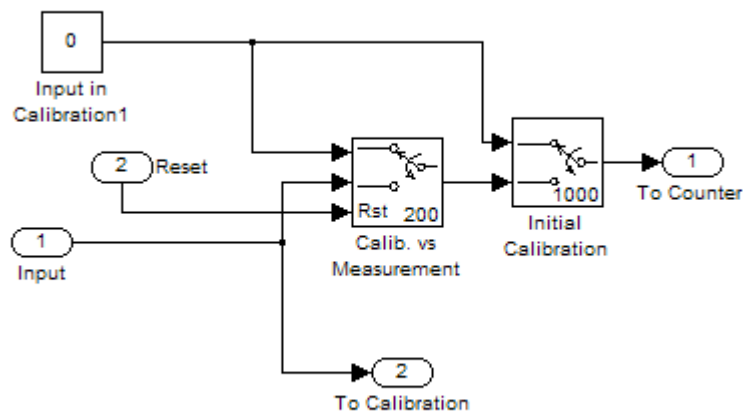 0
Input in
Calibration1
2
Reset
1
Input
Rst
200
Calib. vs
Measurement
1000
Initial
Calibration
1
To Counter
2
To Calibration